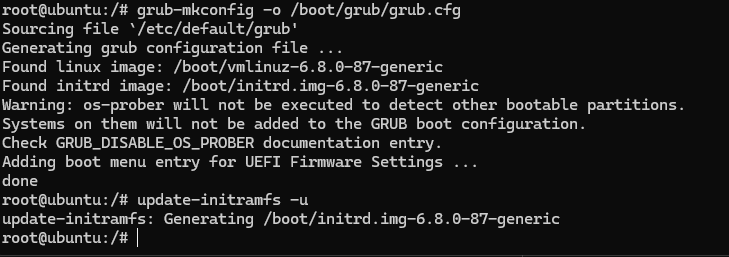 root@ubuntu:/# grub-mkconfig -o /boot/grub/grub.cfg
Sourcing file `/etc/default/grub'
Generating grub configuration file ...
Found linux image: /boot/vmlinuz-6.8.0-87-generic
Found initrd image: /boot/initrd.img-6.8.0-87-generic
Warning: os-prober will not be executed to detect other bootable partitions.
Systems on them will not be added to the GRUB boot configuration.
Check GRUB_DISABLE_OS_PROBER documentation entry.
Adding boot menu entry for UEFI Firmware Settings ...
done
root@ubuntu:/# update-initramfs -u
update-initramfs: Generating /boot/initrd.img-6.8.0-87-generic
root@ubuntu:/#